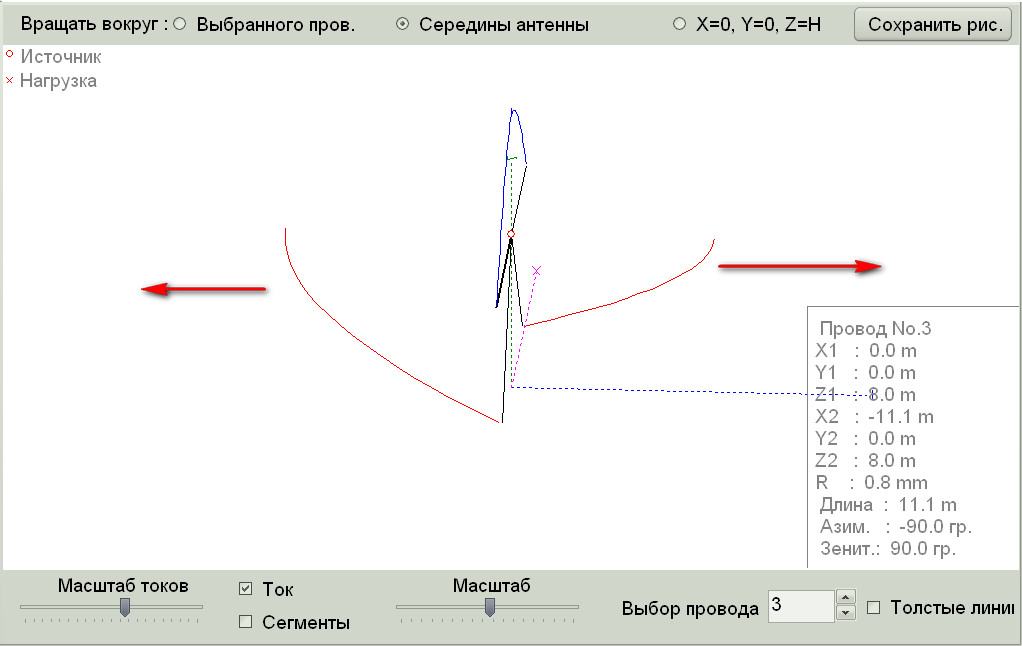 Вращать вокруг : Выбранного пров. Середины антенны X=0, Y=0, Z=H Сохранить рис.
Источник
Нагрузка
Провод No.3
X1 : 0.0 m
Y1 : 0.0 m
Z1 : 8.0 m
X2 : -11.1 m
Y2 : 0.0 m
Z2 : 8.0 m
R : 0.8 mm
Длина : 11.1 m
Азим. : -90.0 гр.
Зенит.: 90.0 гр.
Масштаб токов Ток Масштаб
Сегменты Выбор провода 3 Толстые линии